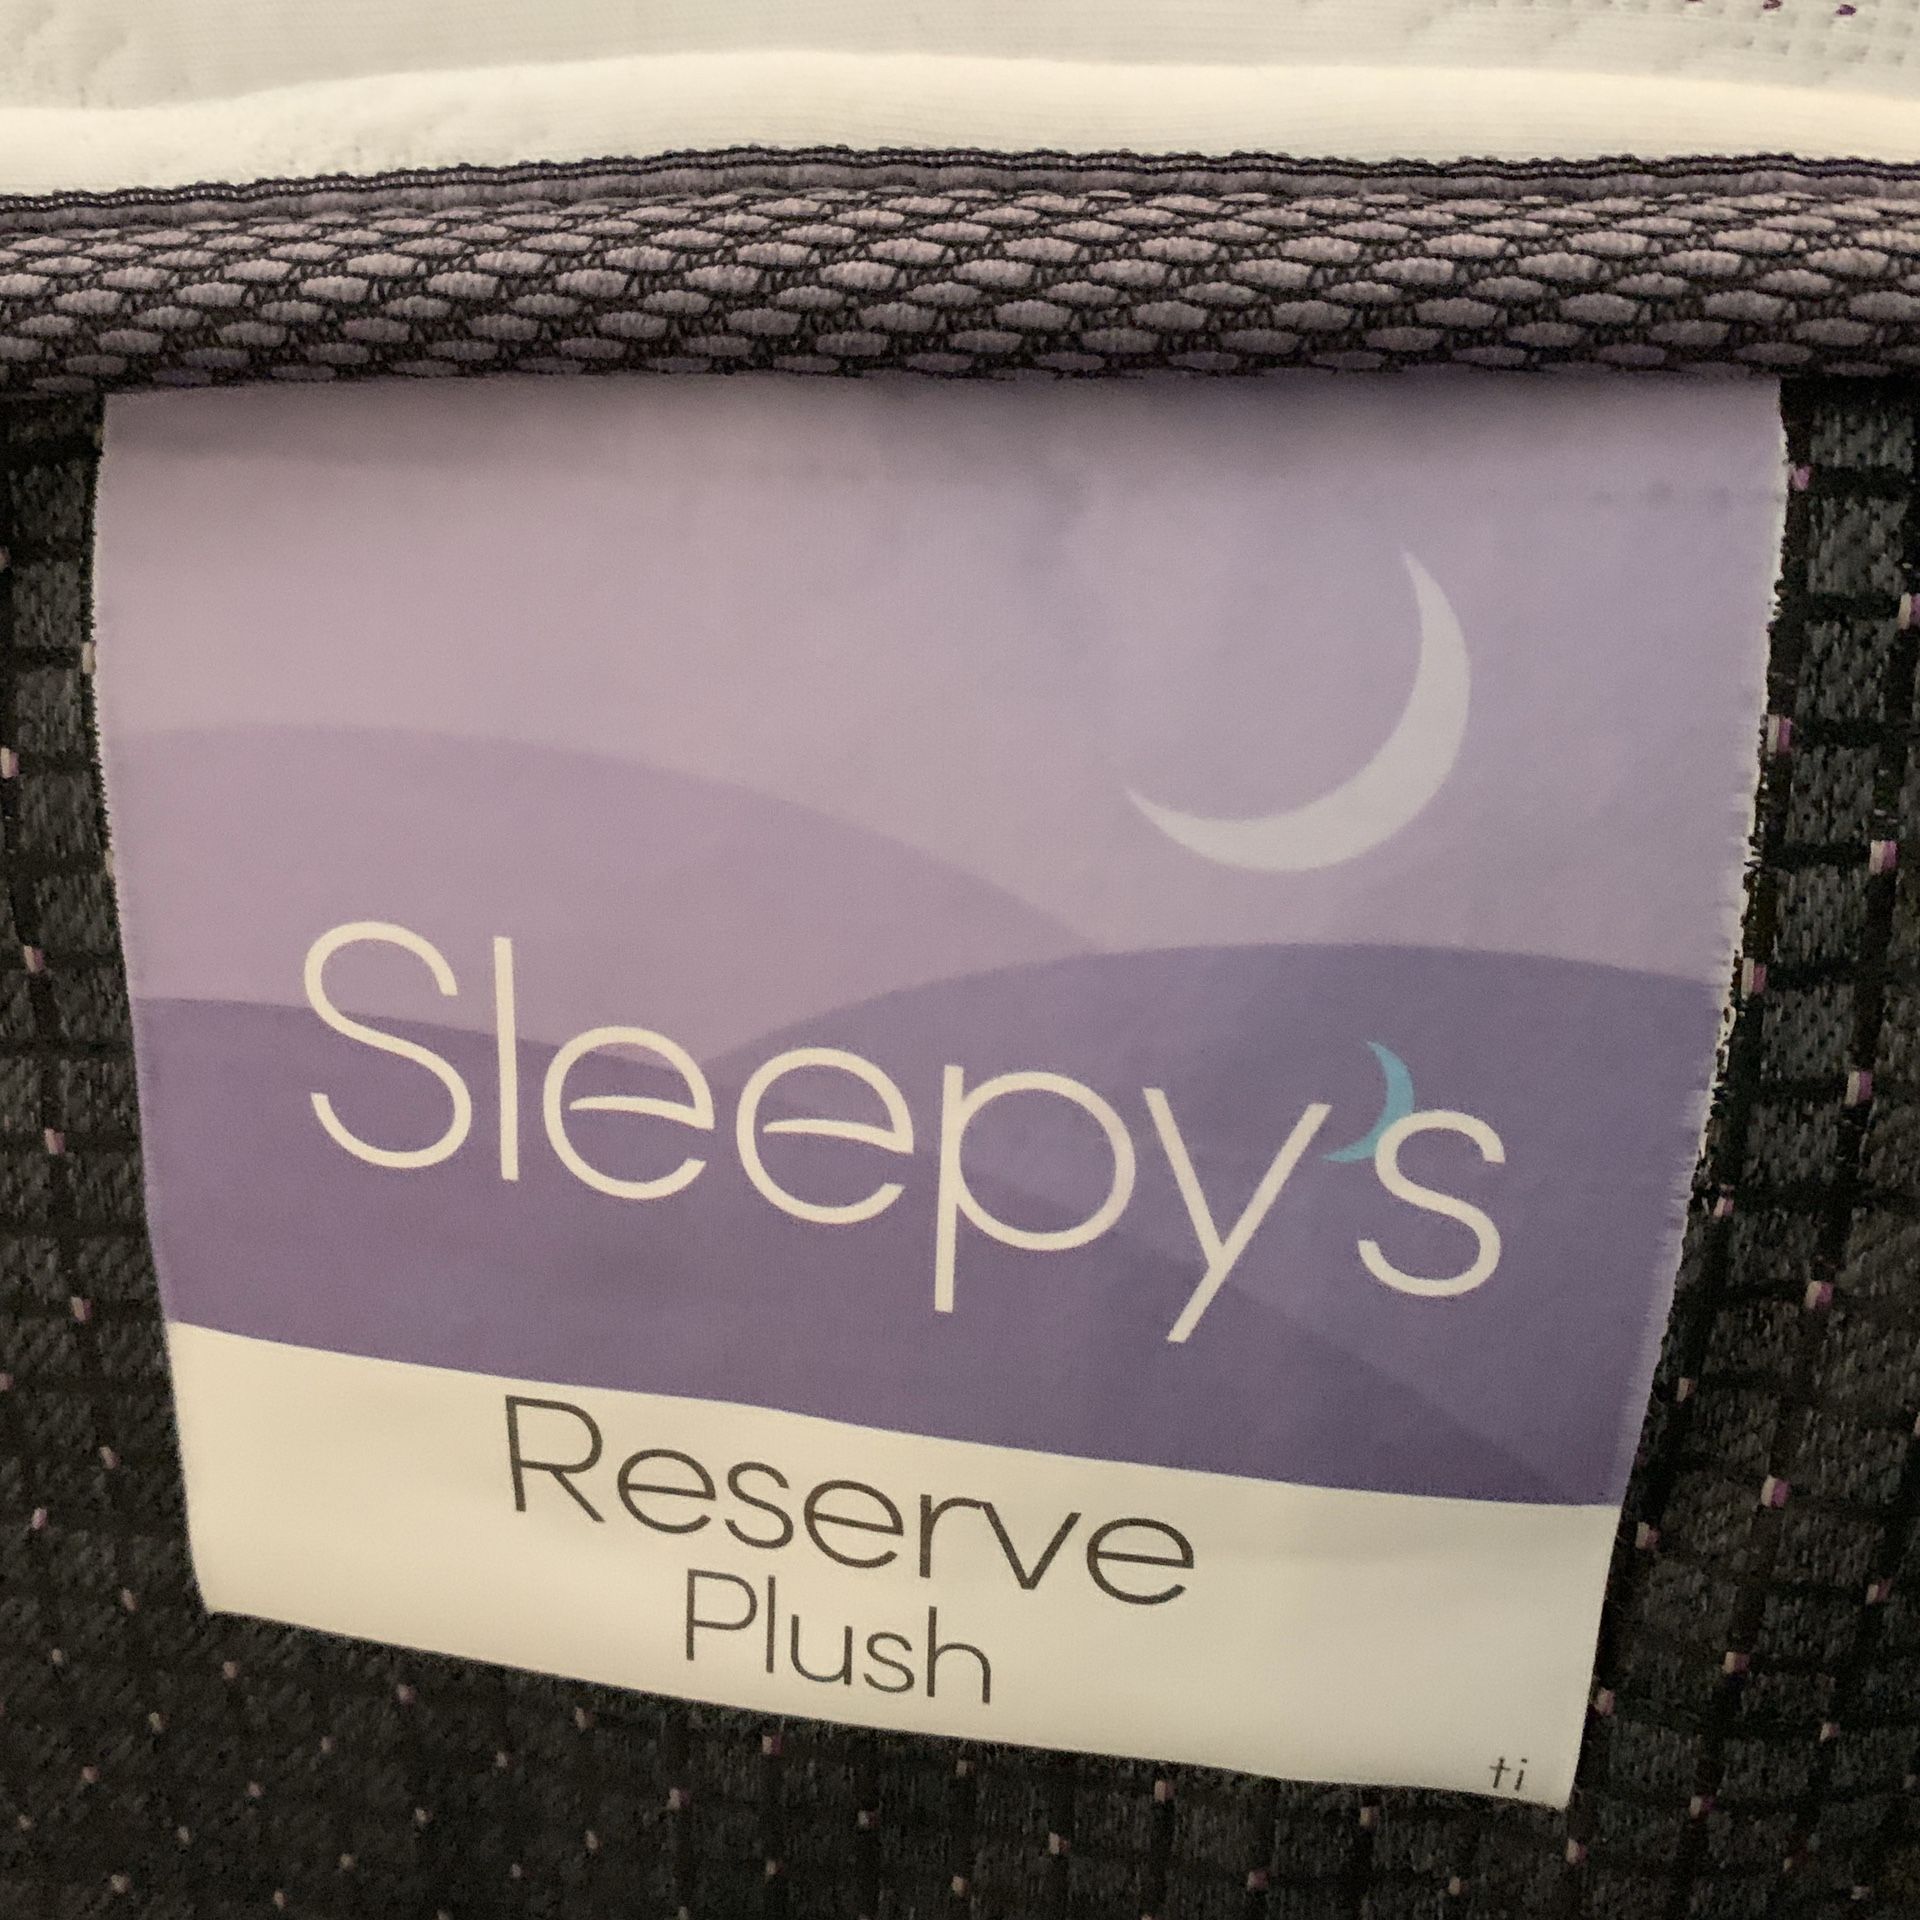 Sleepy's
Reserve
Plush
ti